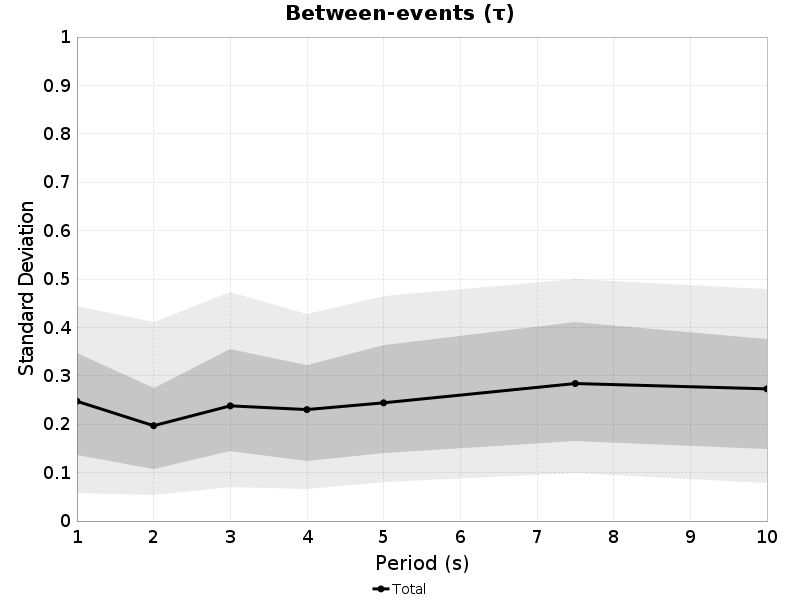 Between-events (τ)
1
0.9
0.8
0.7
0.6
0.5
0.4
0.3
0.2
0.1
0
Standard Deviation
1 2 3 4 5 6 7 8 9 10
Period (s)
Total